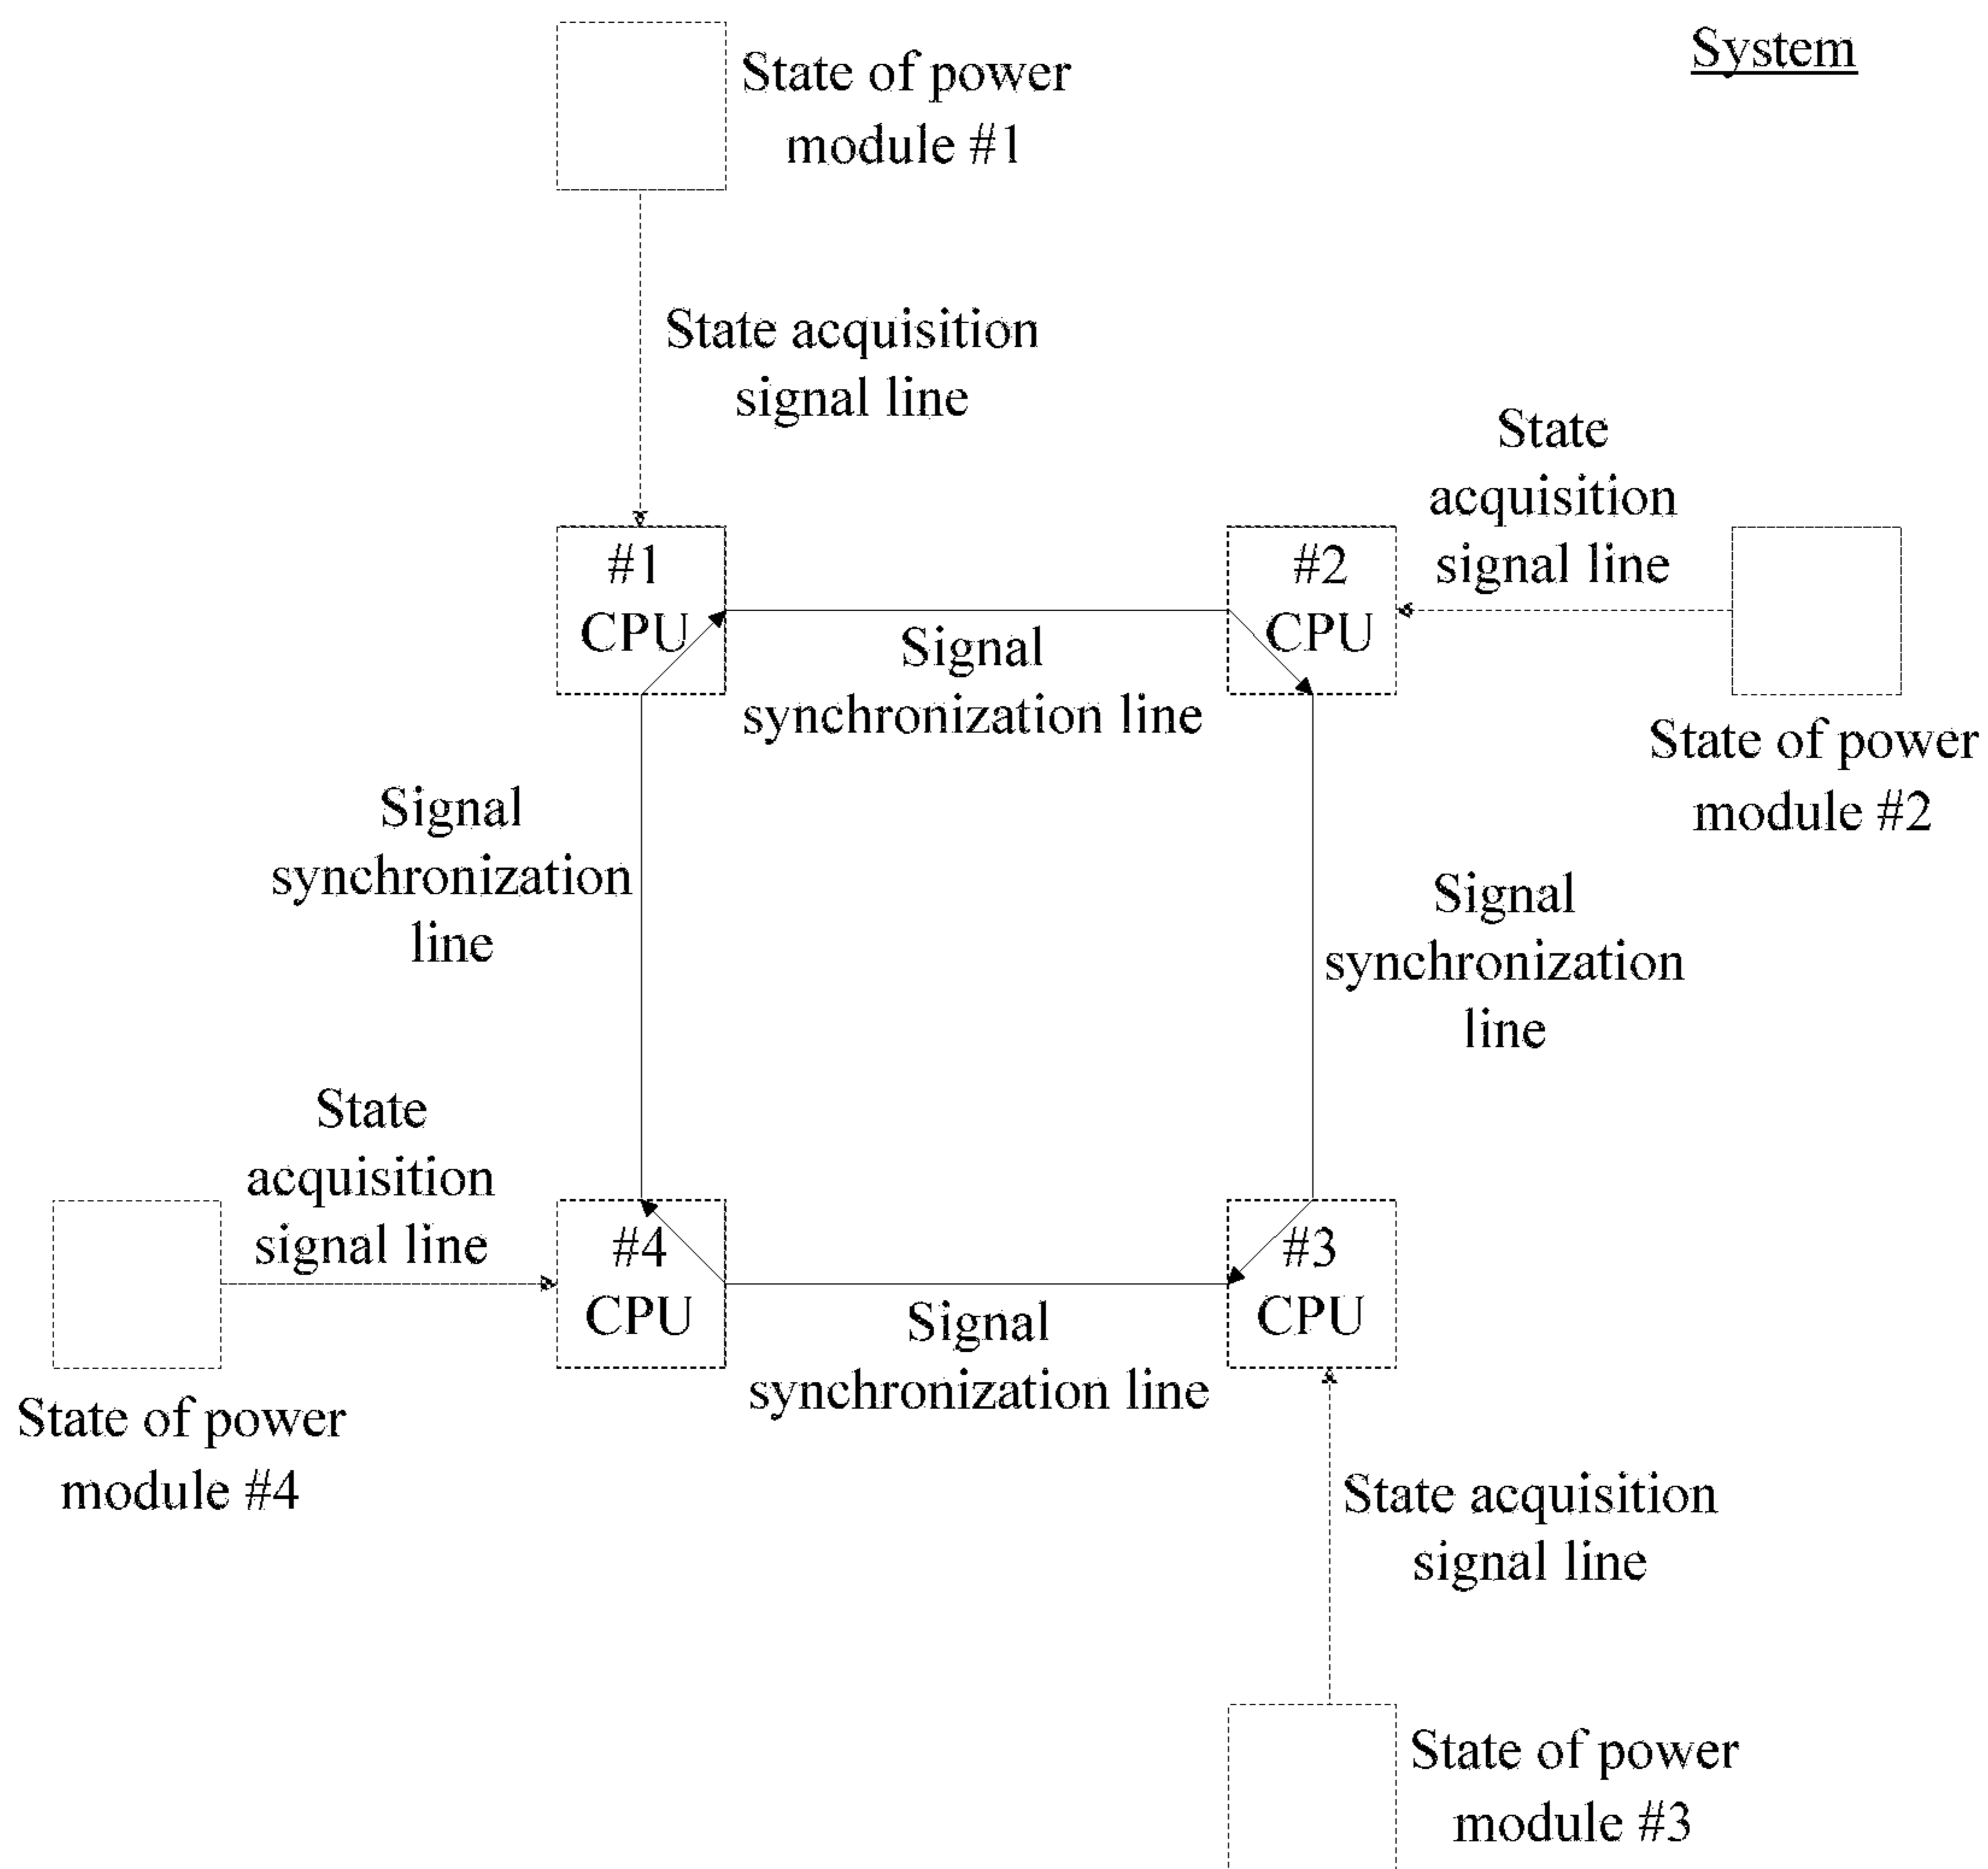 System
State of power
module #1
State acquisition
signal line
State
acquisition
signal line
#1
CPU
#2
CPU
Signal
synchronization line
State of power
module #2
Signal
synchronization
line
Signal
synchronization
line
State
acquisition
signal line
#4
CPU
#3
CPU
Signal
synchronization line
State of power
module #4
State acquisition
signal line
State of power
module #3